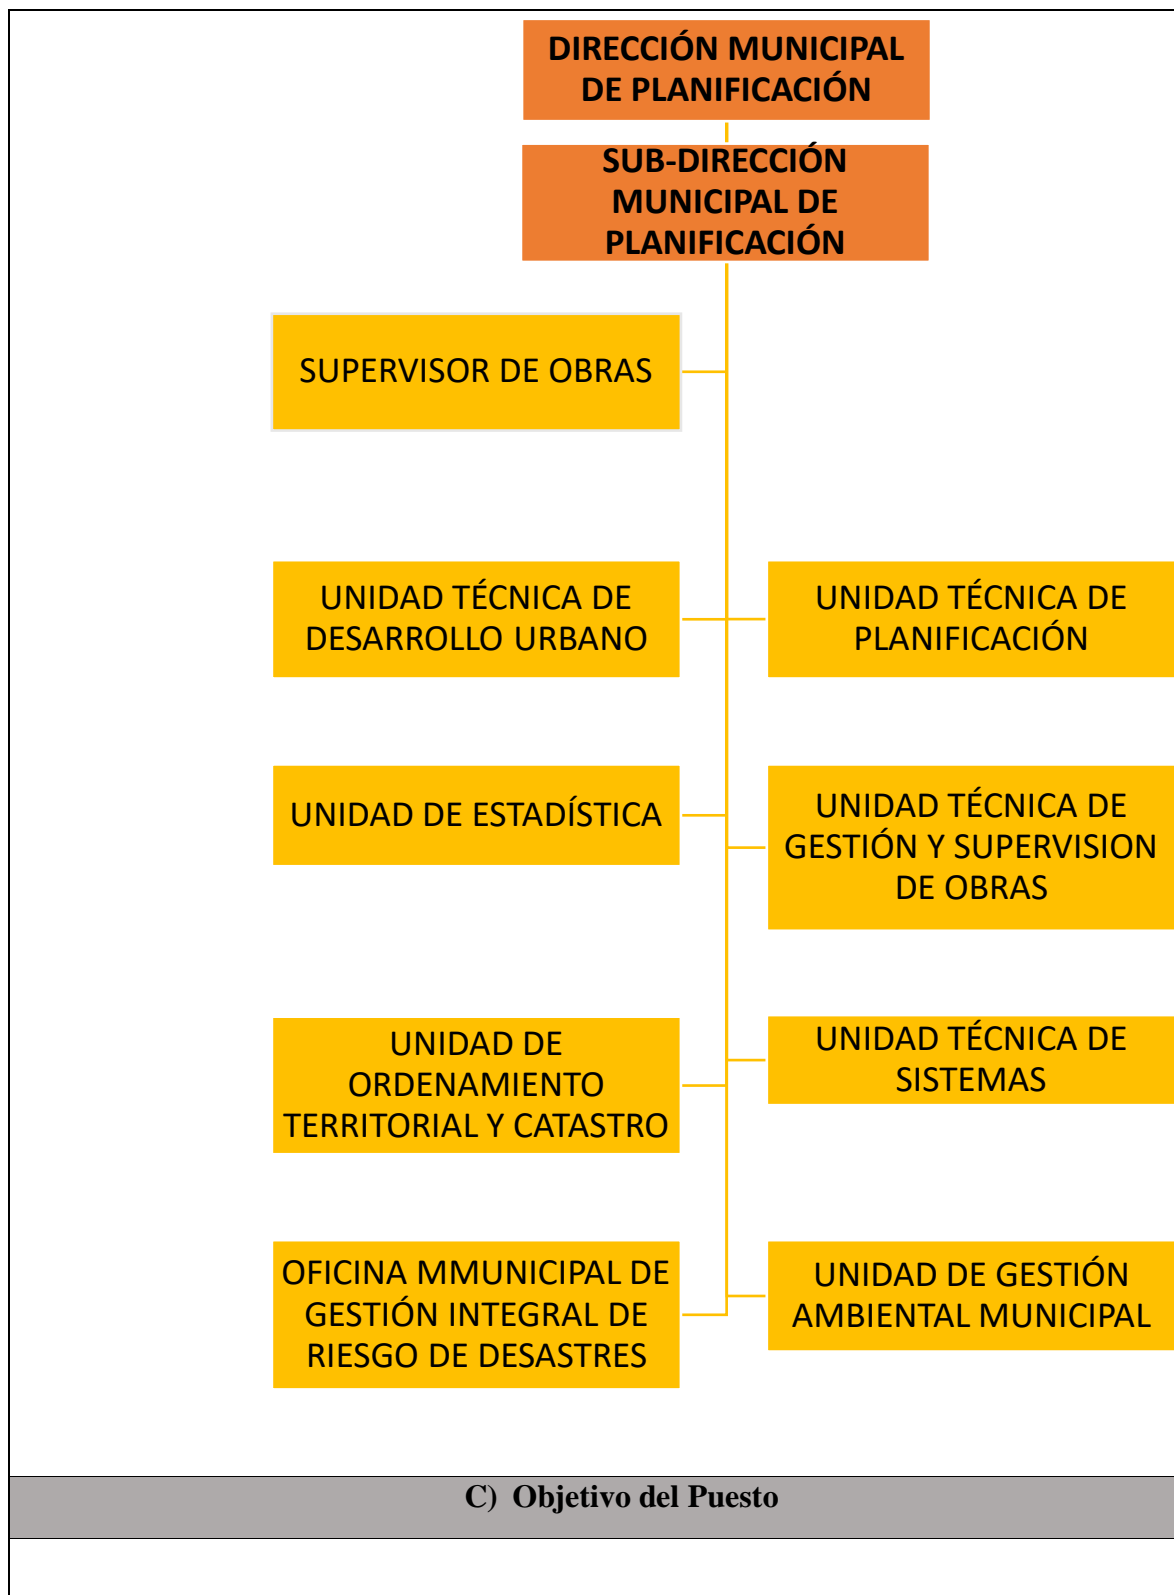 DIRECCIÓN MUNICIPAL
DE PLANIFICACIÓN
SUB-DIRECCIÓN
MUNICIPAL DE
PLANIFICACIÓN
SUPERVISOR DE OBRAS
UNIDAD TÉCNICA DE
DESARROLLO URBANO
UNIDAD TÉCNICA DE
PLANIFICACIÓN
UNIDAD DE ESTADÍSTICA
UNIDAD TÉCNICA DE
GESTIÓN Y SUPERVISION
DE OBRAS
UNIDAD DE
ORDENAMIENTO
TERRITORIAL Y CATASTRO
UNIDAD TÉCNICA DE
SISTEMAS
OFICINA MMUNICIPAL DE
GESTIÓN INTEGRAL DE
RIESGO DE DESASTRES
UNIDAD DE GESTIÓN
AMBIENTAL MUNICIPAL
C) Objetivo del Puesto